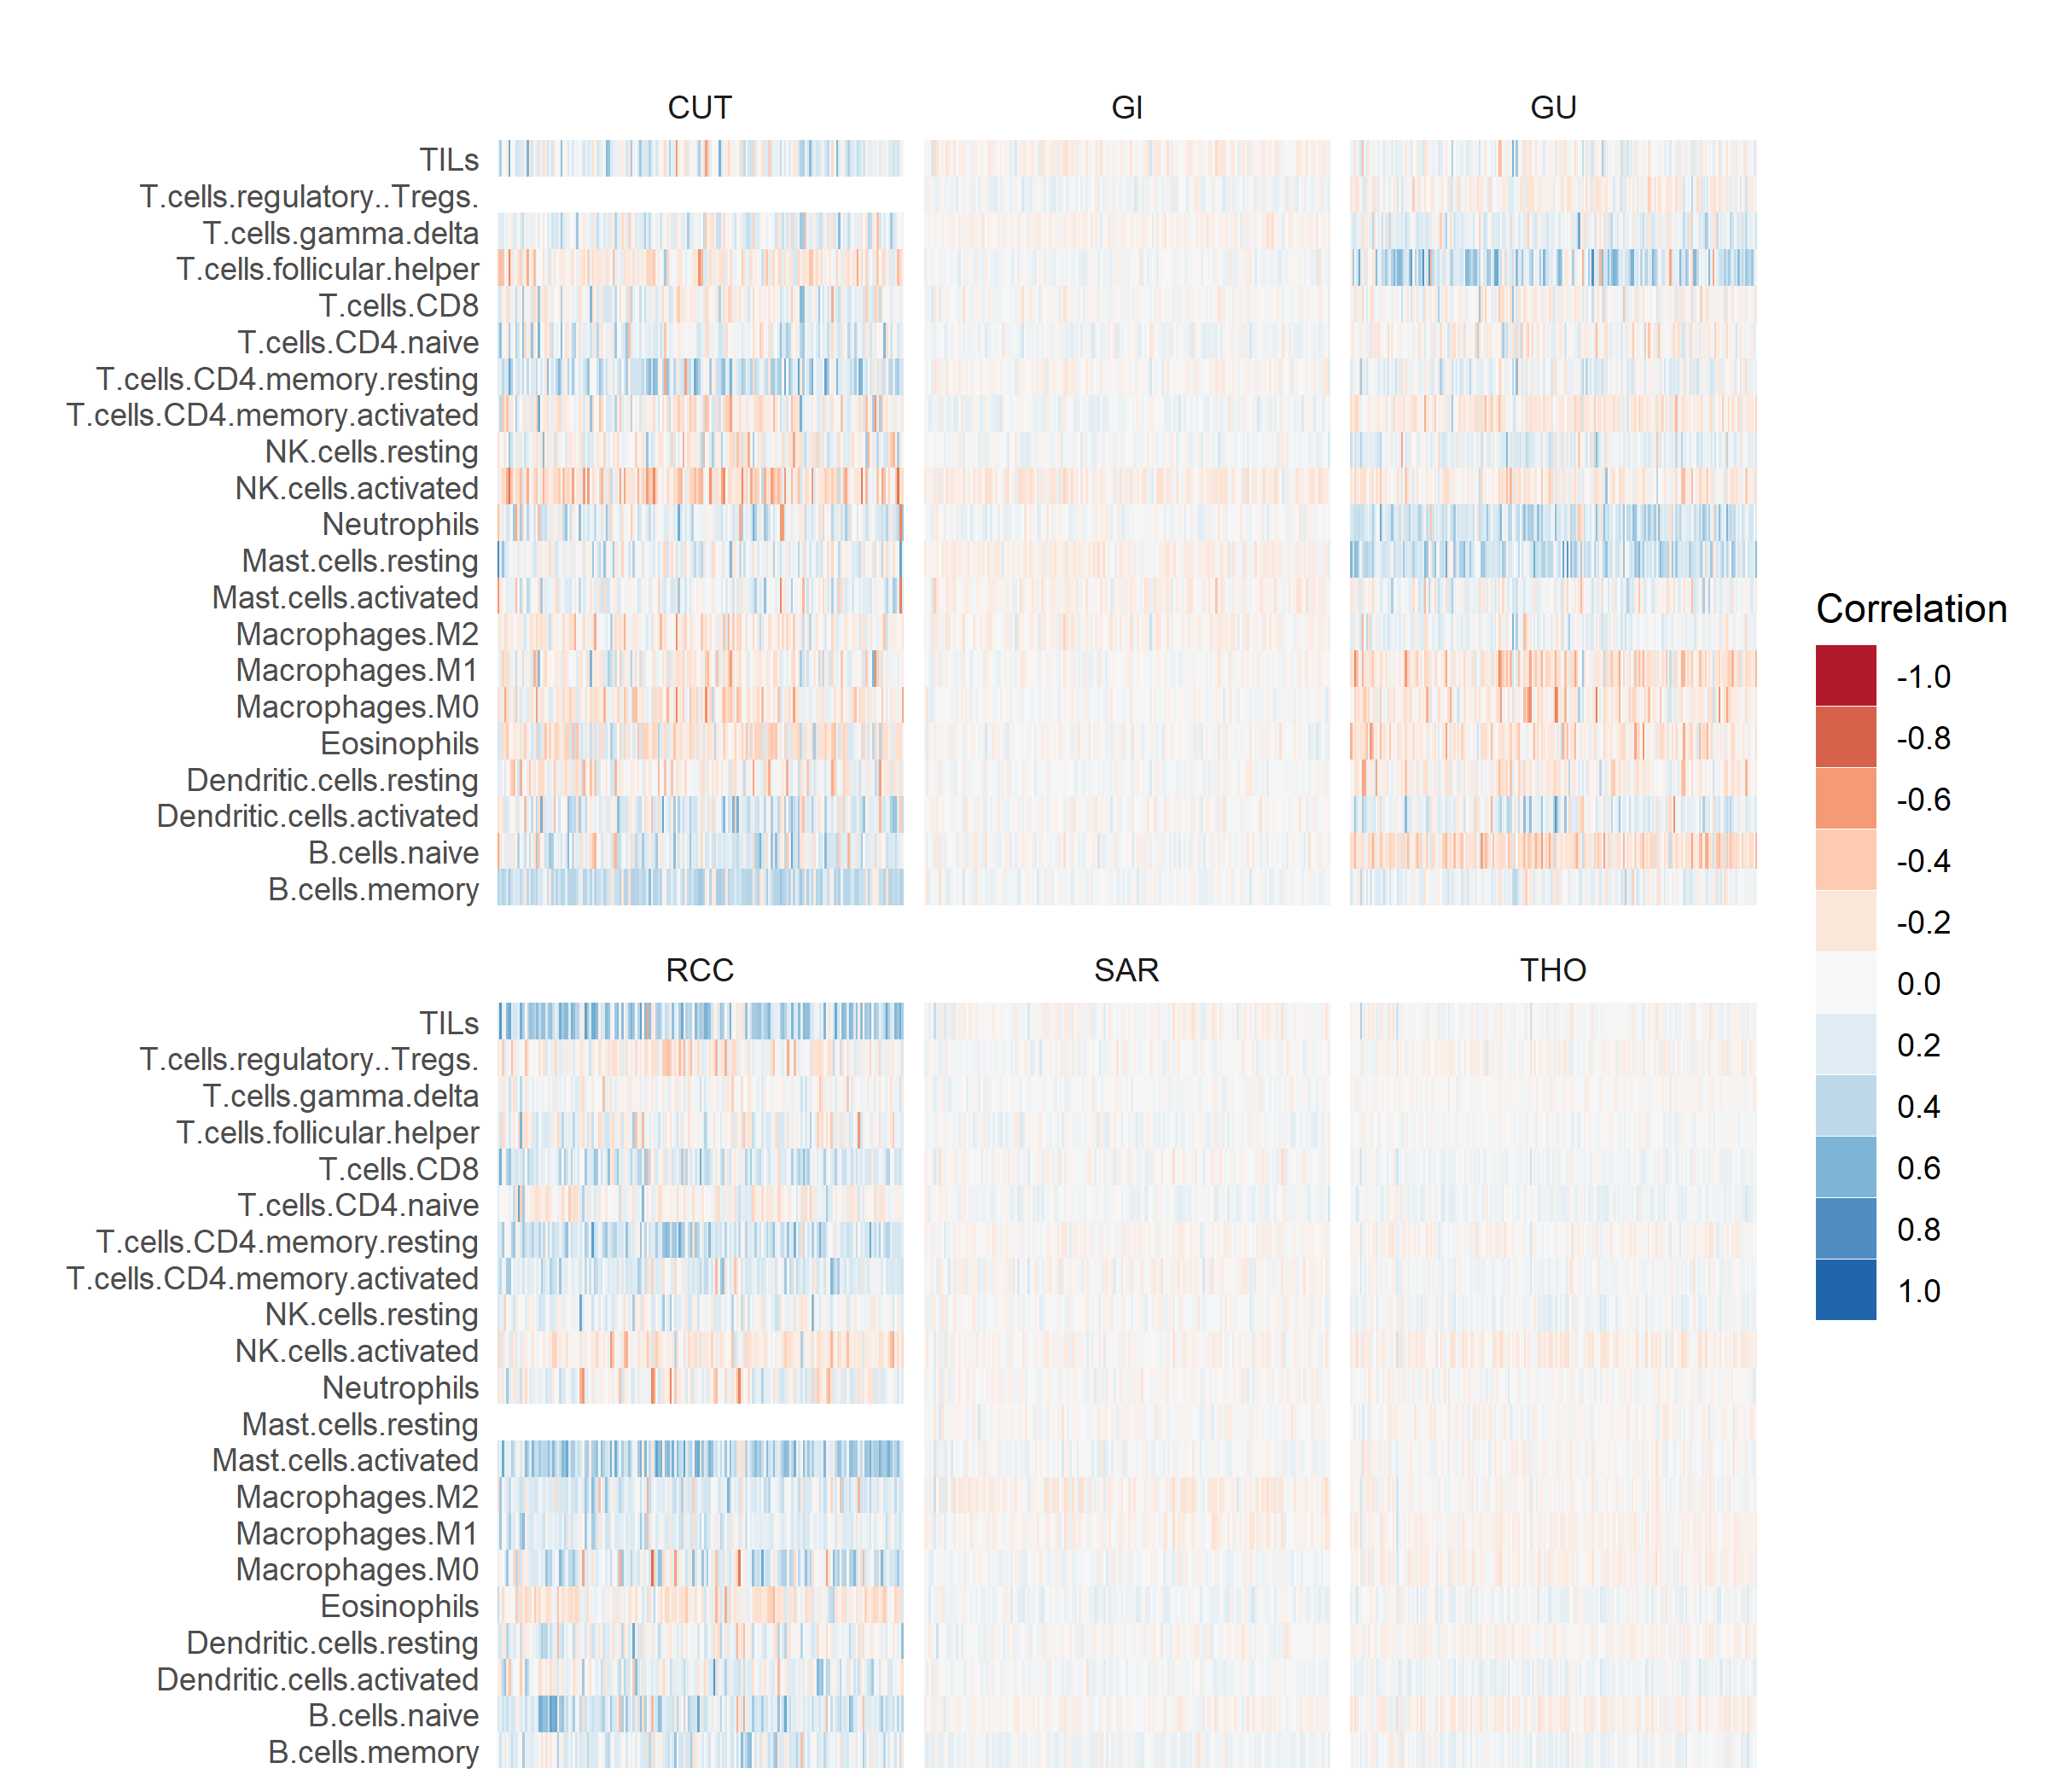 CUT GI GU
TILs
T.cells.regulatory..Tregs.
T.cells.gamma.delta
T.cells.follicular.helper
T.cells.CD8
T.cells.CD4.naive
T.cells.CD4.memory.resting
T.cells.CD4.memory.activated
NK.cells.resting
NK.cells.activated
Neutrophils
Mast.cells.resting
Mast.cells.activated
Macrophages.M2
Macrophages.M1
Macrophages.M0
Eosinophils
Dendritic.cells.resting
Dendritic.cells.activated
B.cells.naive
B.cells.memory
RCC SAR THO
TILs
T.cells.regulatory..Tregs.
T.cells.gamma.delta
T.cells.follicular.helper
T.cells.CD8
T.cells.CD4.naive
T.cells.CD4.memory.resting
T.cells.CD4.memory.activated
NK.cells.resting
NK.cells.activated
Neutrophils
Mast.cells.resting
Mast.cells.activated
Macrophages.M2
Macrophages.M1
Macrophages.M0
Eosinophils
Dendritic.cells.resting
Dendritic.cells.activated
B.cells.naive
B.cells.memory
Correlation
-1.0
-0.8
-0.6
-0.4
-0.2
0.0
0.2
0.4
0.6
0.8
1.0